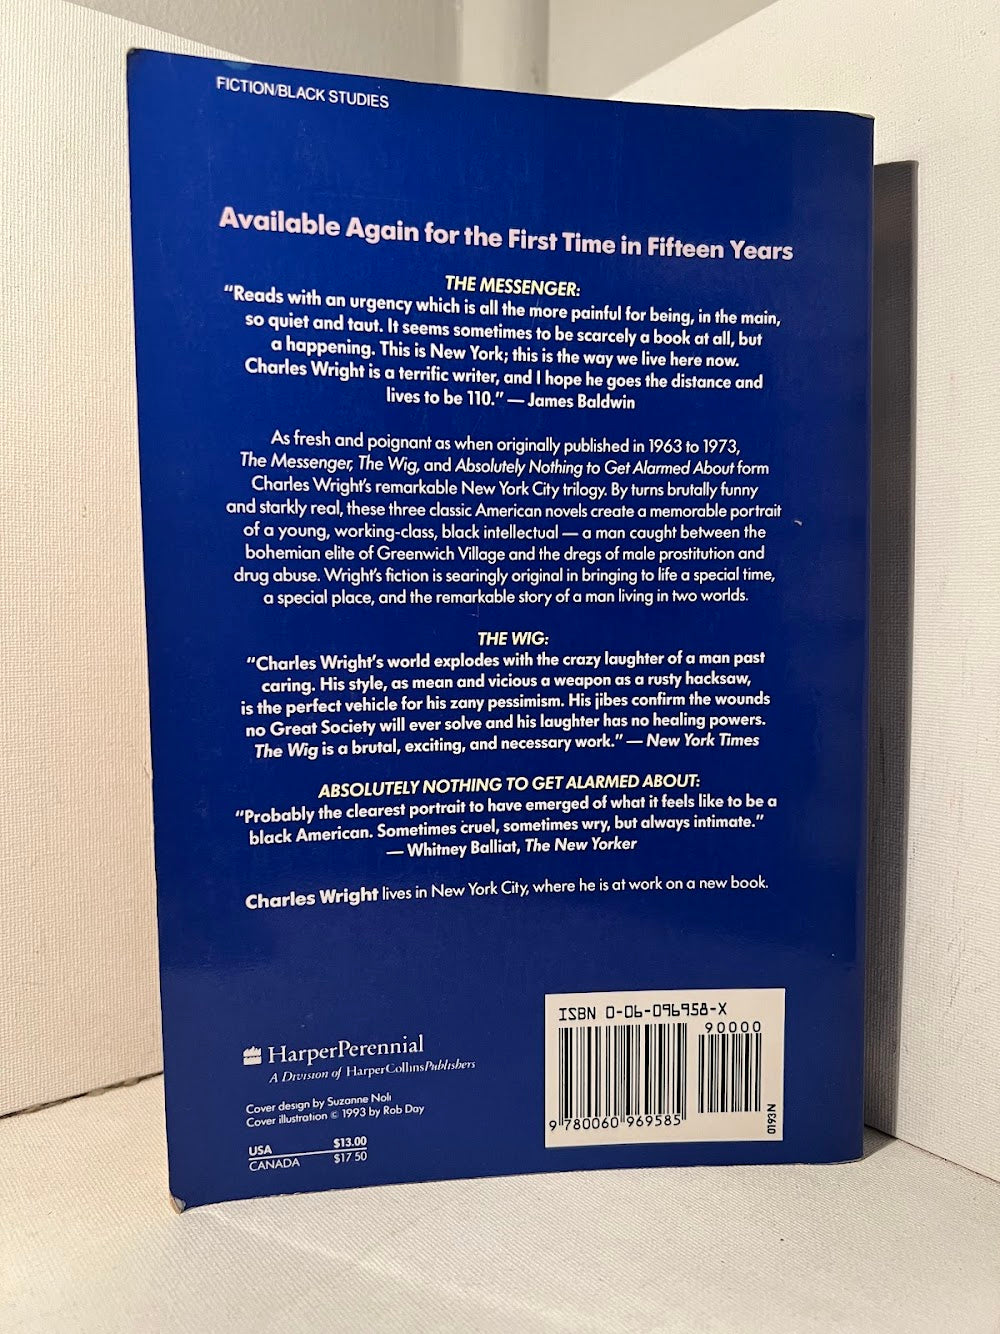 FICTION/BLACK STUDIES
Available Again for the First Time in Fifteen Years
THE MESSENGER:
“Reads with an urgency which is all the more painful for being, in the main,
so quiet and taut. It seems sometimes to be scarcely a book at all, but
a happening. This is New York; this is the way we live here now.
Charles Wright is a terrific writer, and I hope he goes the distance and
lives to be 110.” — James Baldwin
As fresh and poignant as when originally published in 1963 to 1973,
The Messenger, The Wig, and Absolutely Nothing to Get Alarmed About form
Charles Wright's remarkable New York City trilogy. By turns brutally funny
and starkly real, these three classic American novels create a memorable portrait
of a young, working-class, black intellectual — a man caught between the
bohemian elite of Greenwich Village and the dregs of male prostitution and
drug abuse. Wright's fiction is searingly original in bringing to life a special time,
a special place, and the remarkable story of a man living in two worlds.
THE WIG:
“Charles Wright's world explodes with the crazy laughter of a man past
caring. His style, as mean and vicious a weapon as a rusty hacksaw,
is the perfect vehicle for his zany pessimism. His jibes confirm the wounds
no Great Society will ever solve and his laughter has no healing powers.
The Wig is a brutal, exciting, and necessary work.” — New York Times
ABSOLUTELY NOTHING TO GET ALARMED ABOUT:
“Probably the clearest portrait to have emerged of what it feels like to be a
black American. Sometimes cruel, sometimes wry, but always intimate.”
— Whitney Balliat, The New Yorker
Charles Wright lives in New York City, where he is at work on a new book.
HarperPerennial
A Division of HarperCollinsPublishers
Cover design by Suzanne Noli
Cover illustration © 1993 by Rob Day
USA $13.00
CANADA $17.50
ISBN 0-06-096958-X
90000
9 780060 969585
0193N